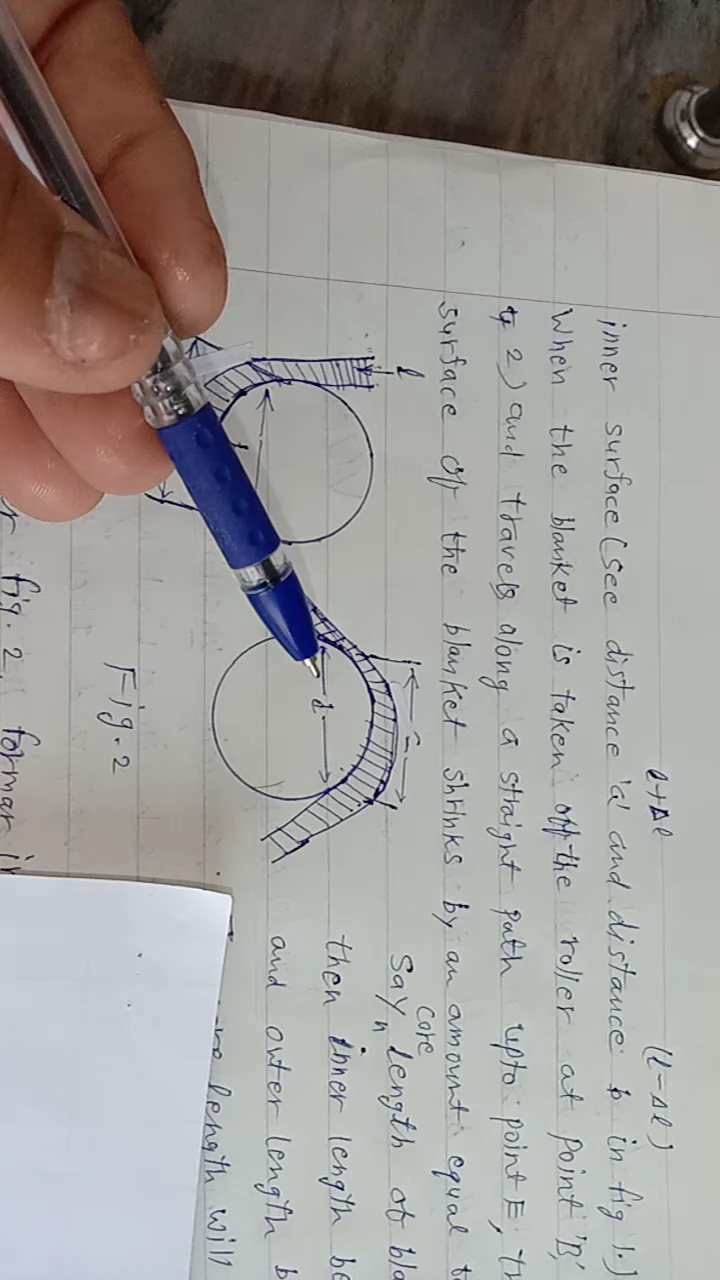 l+Δl (l-Δl)
inner surface (see distance 'a' and distance b in fig 1.)
When the blanket is taken off the roller at point 'B',
2) and travels along a straight path upto point E, th
surface of the blanket shrinks by an amount equal t
core
Say length of bla
then inner length be
and outer length b
length will
l
d
Fig. 2
fig. 2, formar in